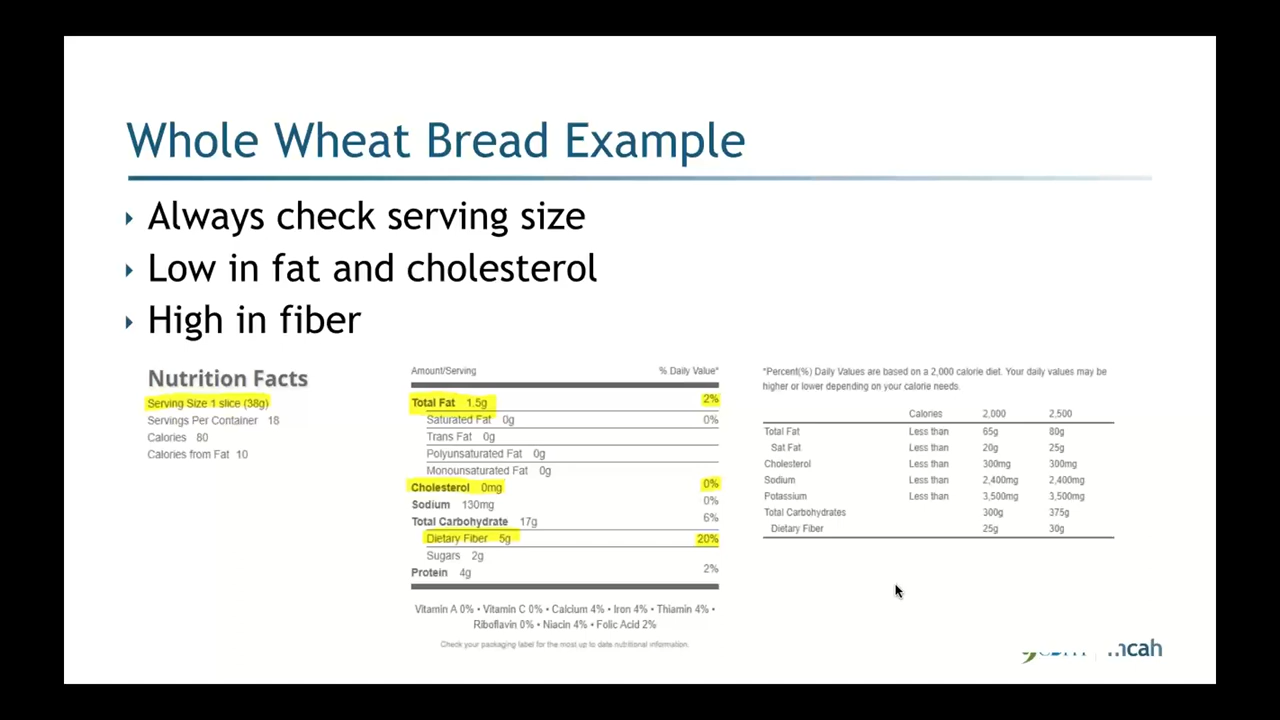 Whole Wheat Bread Example
Always check serving size
Low in fat and cholesterol
High in fiber
Nutrition Facts
Serving Size 1 slice (38g)
Servings Per Container 18
Calories 80
Calories from Fat 10
Amount/Serving % Daily Value*
Total Fat 1.5g 2%
Saturated Fat 0g 0%
Trans Fat 0g
Polyunsaturated Fat 0g
Monounsaturated Fat 0g
Cholesterol 0mg 0%
Sodium 130mg 0%
Total Carbohydrate 17g 6%
Dietary Fiber 5g 20%
Sugars 2g
Protein 4g 2%
Vitamin A 0% • Vitamin C 0% • Calcium 4% • Iron 4% • Thiamin 4% •
Riboflavin 0% • Niacin 4% • Folic Acid 2%
Check your packaging label for the most up to date nutritional information.
*Percent(%) Daily Values are based on a 2,000 calorie diet. Your daily values may be
higher or lower depending on your calorie needs.
Calories 2,000 2,500
Total Fat Less than 65g 80g
Sat Fat Less than 20g 25g
Cholesterol Less than 300mg 300mg
Sodium Less than 2,400mg 2,400mg
Potassium Less than 3,500mg 3,500mg
Total Carbohydrates 300g 375g
Dietary Fiber 25g 30g
mcah